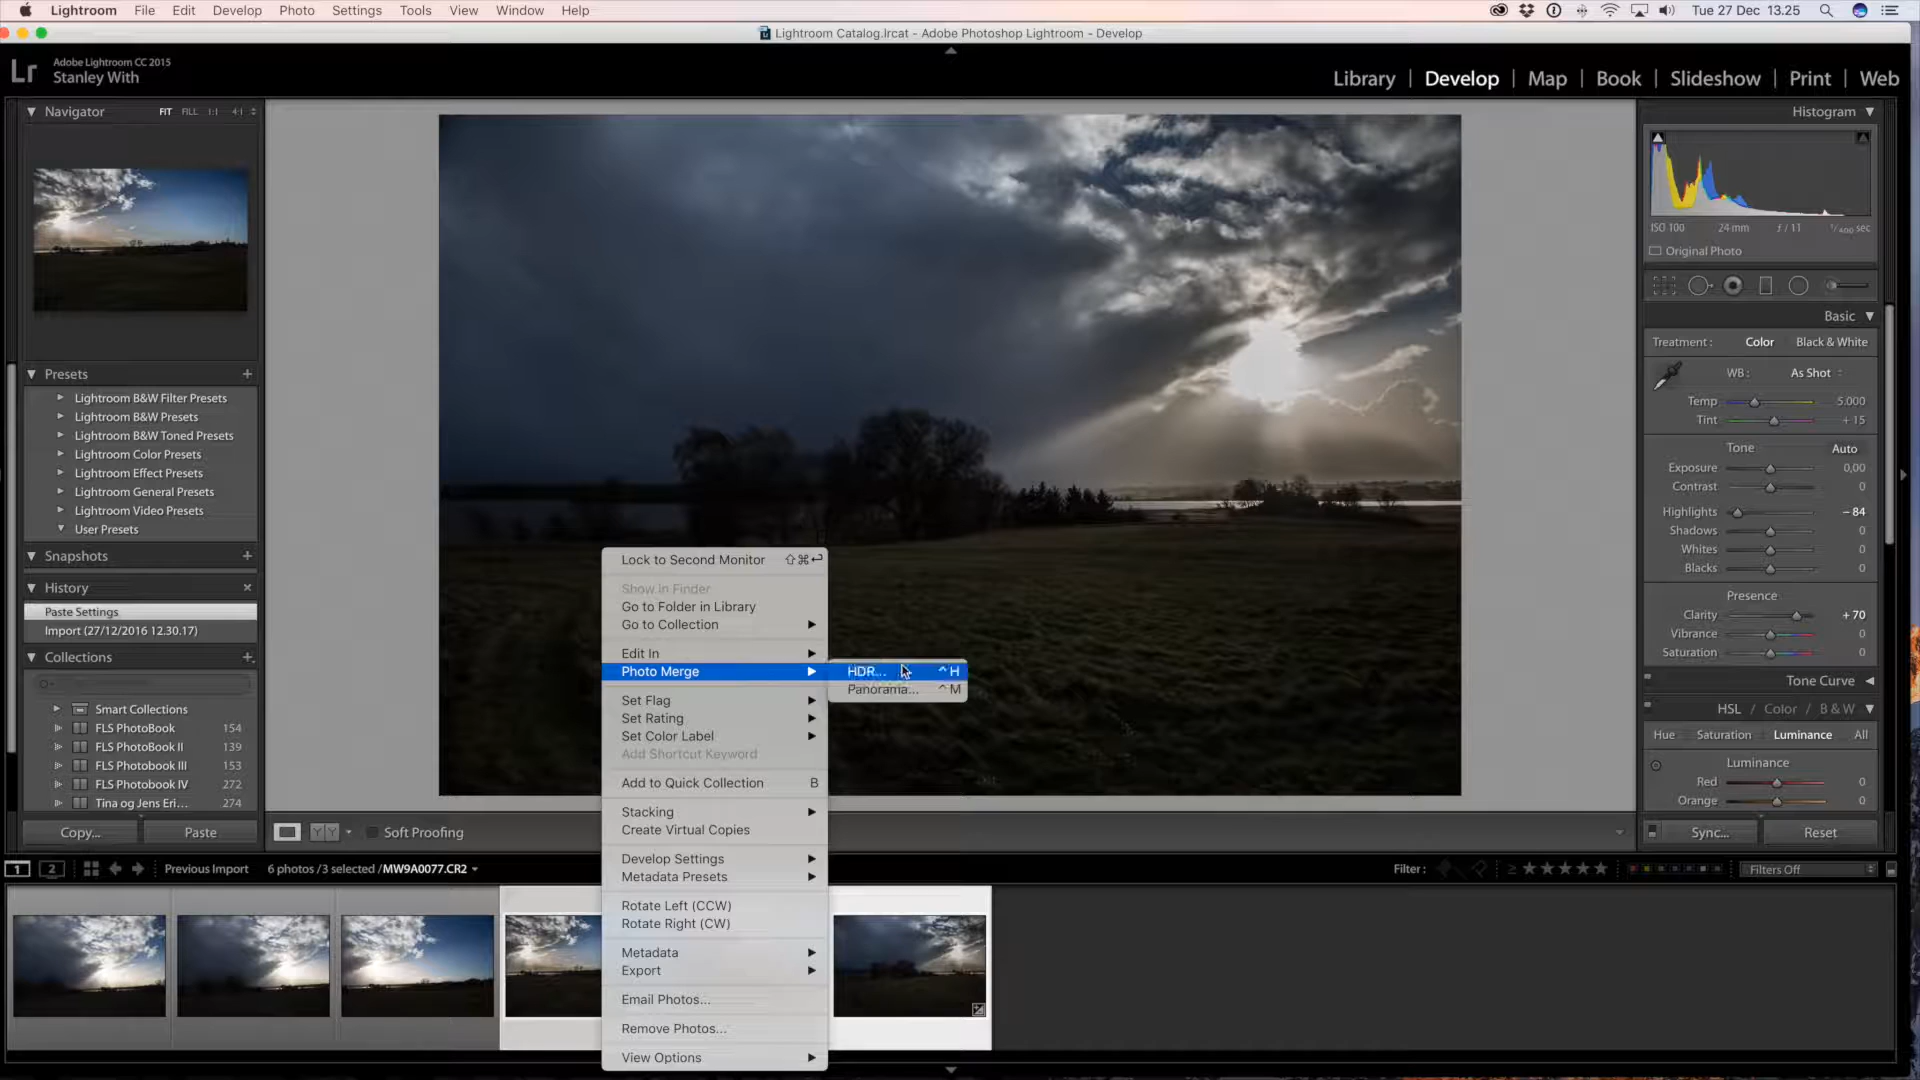 Lightroom File Edit Develop Photo Settings Tools View Window Help Tue 27 Dec 13.25
Lightroom Catalog.lrcat - Adobe Photoshop Lightroom - Develop
Lr Adobe Lightroom CC 2015
Stanley With
Library | Develop | Map | Book | Slideshow | Print | Web
Navigator FIT FILL 1:1 4:1
Presets +
Lightroom B&W Filter Presets
Lightroom B&W Presets
Lightroom B&W Toned Presets
Lightroom Color Presets
Lightroom Effect Presets
Lightroom General Presets
Lightroom Video Presets
User Presets
Snapshots +
History ×
Paste Settings
Import (27/12/2016 12.30.17)
Collections +
Smart Collections
FLS PhotoBook 154
FLS PhotoBook II 139
FLS Photobook III 153
FLS Photobook IV 272
Tina og Jens Eri... 274
Copy... Paste
Lock to Second Monitor ⇧⌘↩
Show in Finder
Go to Folder in Library
Go to Collection
Edit In
Photo Merge
HDR... ^H
Panorama... ^M
Set Flag
Set Rating
Set Color Label
Add Shortcut Keyword
Add to Quick Collection B
Stacking
Create Virtual Copies
Develop Settings
Metadata Presets
Rotate Left (CCW)
Rotate Right (CW)
Metadata
Export
Email Photos...
Remove Photos...
View Options
Histogram
ISO 100 24 mm ƒ / 11 1/400 sec
Original Photo
Basic
Treatment : Color Black & White
WB : As Shot
Temp 5.000
Tint + 15
Tone Auto
Exposure 0,00
Contrast 0
Highlights – 84
Shadows 0
Whites 0
Blacks 0
Presence
Clarity + 70
Vibrance 0
Saturation 0
Tone Curve
HSL / Color / B & W
Hue Saturation Luminance All
Luminance
Red 0
Orange 0
Sync... Reset
YY Soft Proofing
1 2 Previous Import 6 photos /3 selected /MW9A0077.CR2
Filter : ≥ ★★★★★ Filters Off